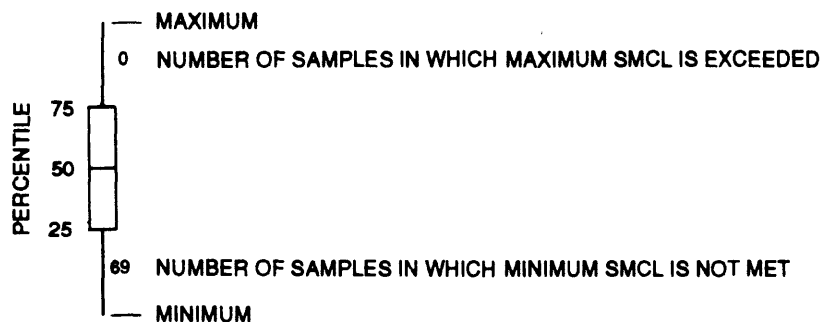 MAXIMUM
0 NUMBER OF SAMPLES IN WHICH MAXIMUM SMCL IS EXCEEDED
PERCENTILE
75
50
25
69 NUMBER OF SAMPLES IN WHICH MINIMUM SMCL IS NOT MET
MINIMUM